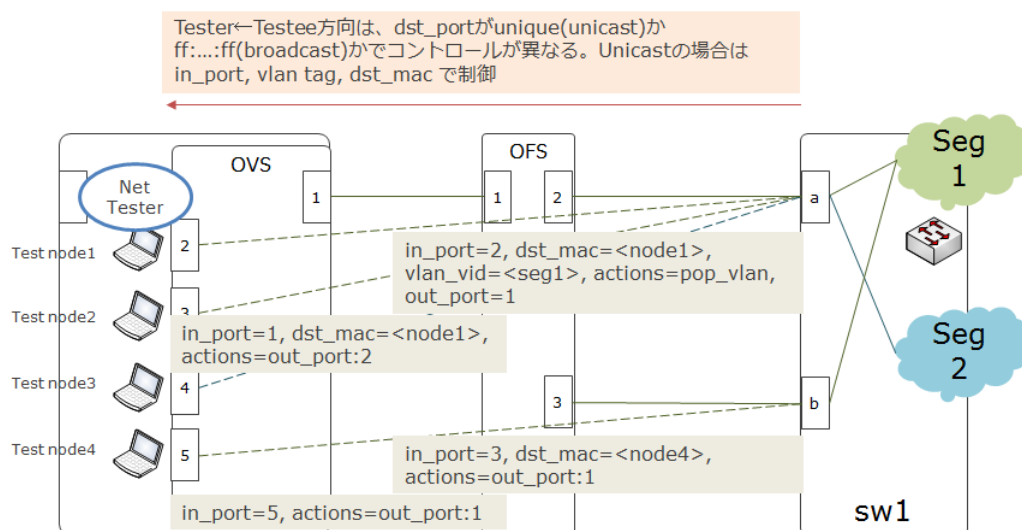 Tester←Testee方向は、dst_portがunique(unicast)か
ff:...:ff(broadcast)かでコントロールが異なる。Unicastの場合は
in_port, vlan tag, dst_mac で制御
OVS
OFS
Seg
1
Net
Tester
1
1
2
a
Test node1
2
in_port=2, dst_mac=<node1>,
vlan_vid=<seg1>, actions=pop_vlan,
out_port=1
Test node2
3
in_port=1, dst_mac=<node1>,
actions=out_port:2
Seg
2
Test node3
4
3
b
Test node4
5
in_port=3, dst_mac=<node4>,
actions=out_port:1
in_port=5, actions=out_port:1
sw1